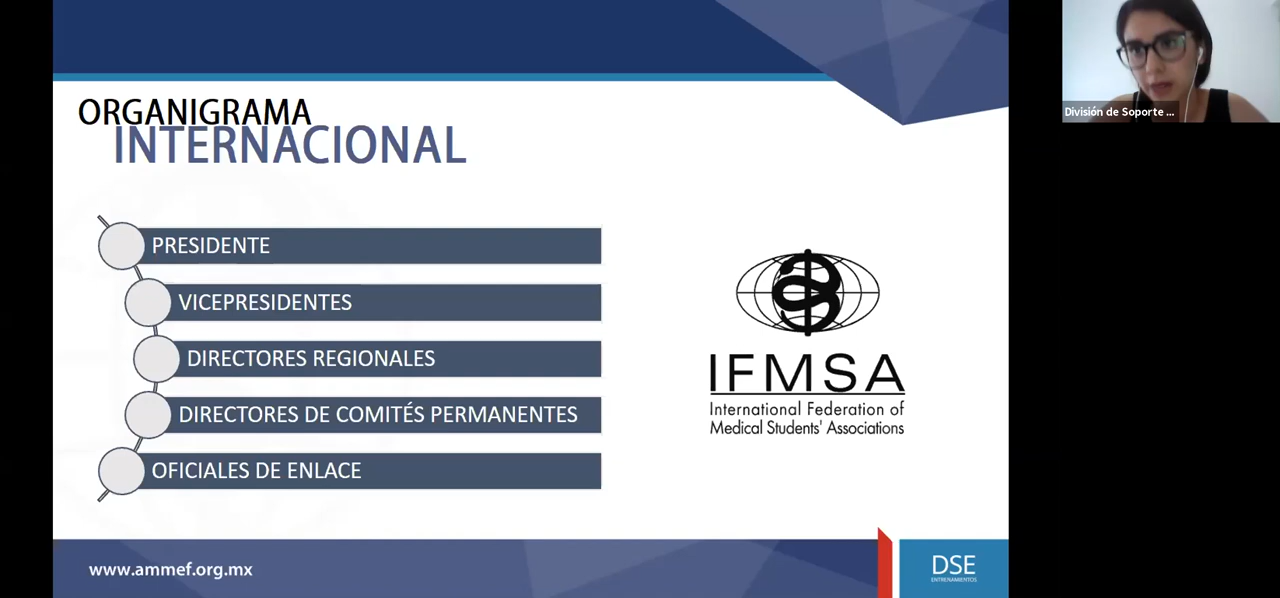 ORGANIGRAMA
INTERNACIONAL
PRESIDENTE
VICEPRESIDENTES
DIRECTORES REGIONALES
DIRECTORES DE COMITÉS PERMANENTES
OFICIALES DE ENLACE
IFMSA
International Federation of
Medical Students' Associations
www.ammef.org.mx
DSE
ENTRENAMIENTOS
División de Soporte ...